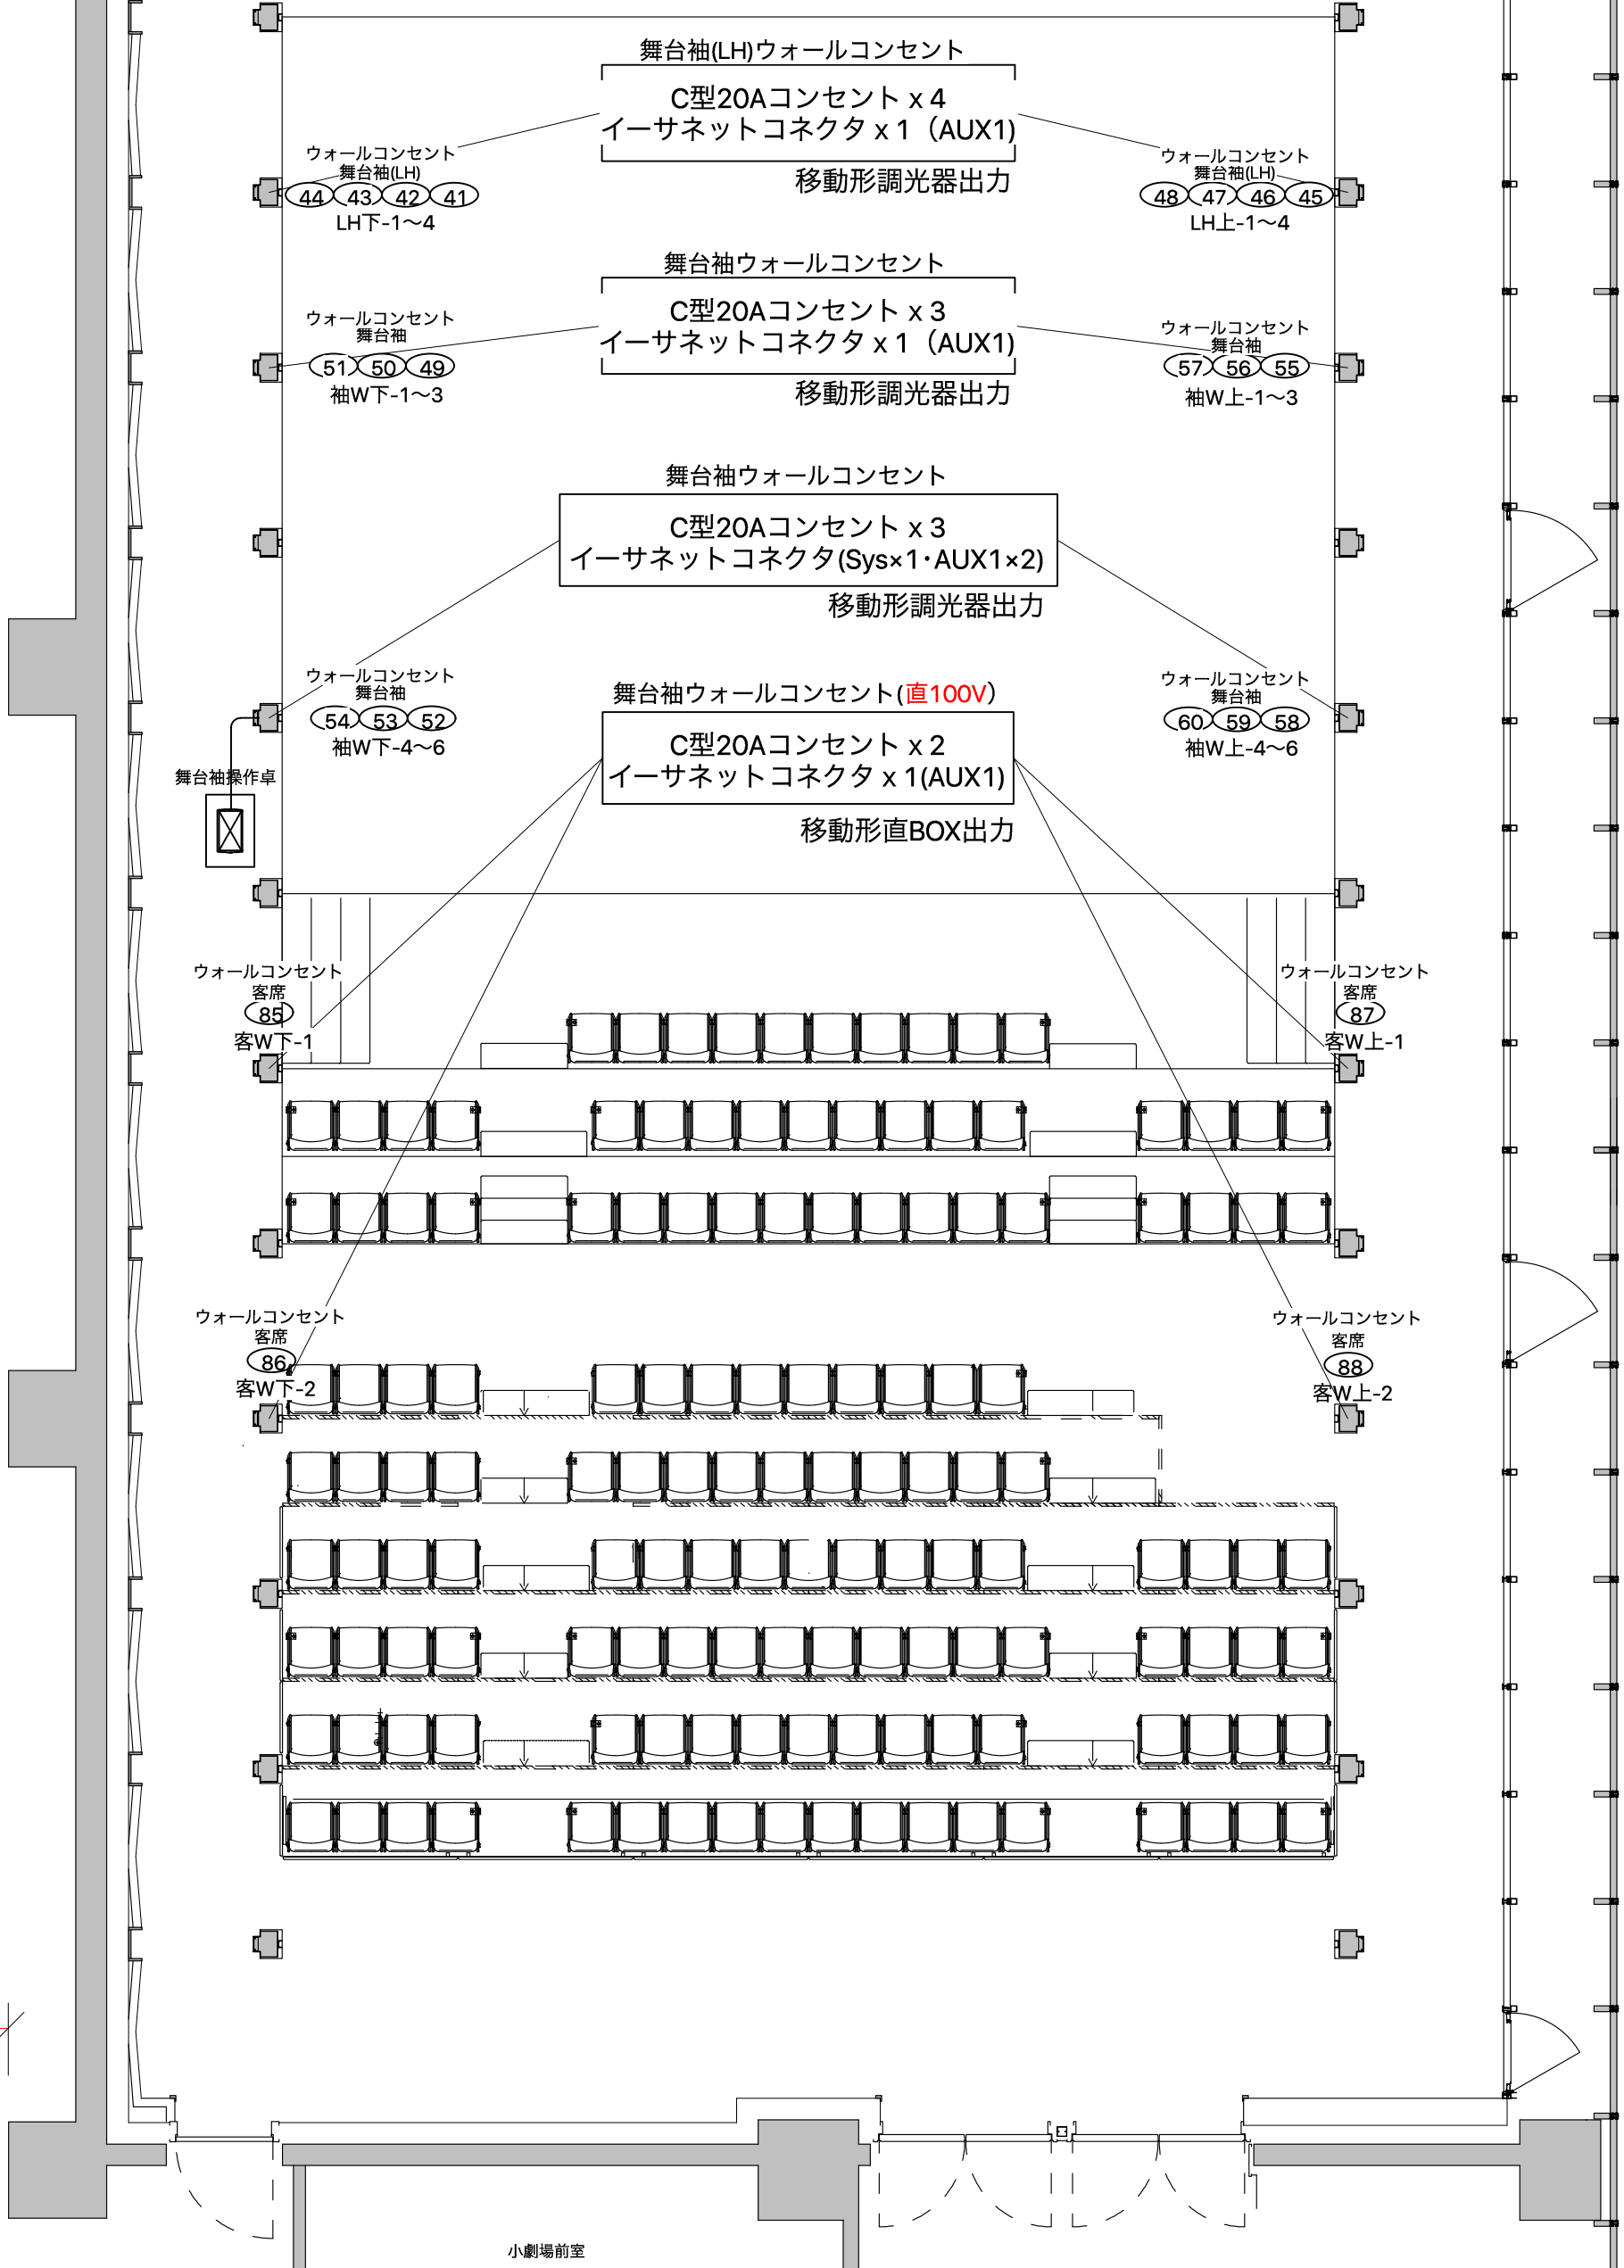 舞台袖(LH)ウォールコンセント
C型20Aコンセント x 4
イーサネットコネクタ x 1（AUX1)
移動形調光器出力
ウォールコンセント
舞台袖(LH)
44 43 42 41
LH下-1〜4
ウォールコンセント
舞台袖(LH)
48 47 46 45
LH上-1〜4
舞台袖ウォールコンセント
C型20Aコンセント x 3
イーサネットコネクタ x 1（AUX1)
移動形調光器出力
ウォールコンセント
舞台袖
51 50 49
袖W下-1〜3
ウォールコンセント
舞台袖
57 56 55
袖W上-1〜3
舞台袖ウォールコンセント
C型20Aコンセント x 3
イーサネットコネクタ(Sys×1･AUX1×2)
移動形調光器出力
ウォールコンセント
舞台袖
54 53 52
袖W下-4〜6
ウォールコンセント
舞台袖
60 59 58
袖W上-4〜6
舞台袖ウォールコンセント(直100V）
C型20Aコンセント x 2
イーサネットコネクタ x 1(AUX1)
移動形直BOX出力
舞台袖操作卓
ウォールコンセント
客席
85
客W下-1
ウォールコンセント
客席
87
客W上-1
ウォールコンセント
客席
86
客W下-2
ウォールコンセント
客席
88
客W上-2
小劇場前室